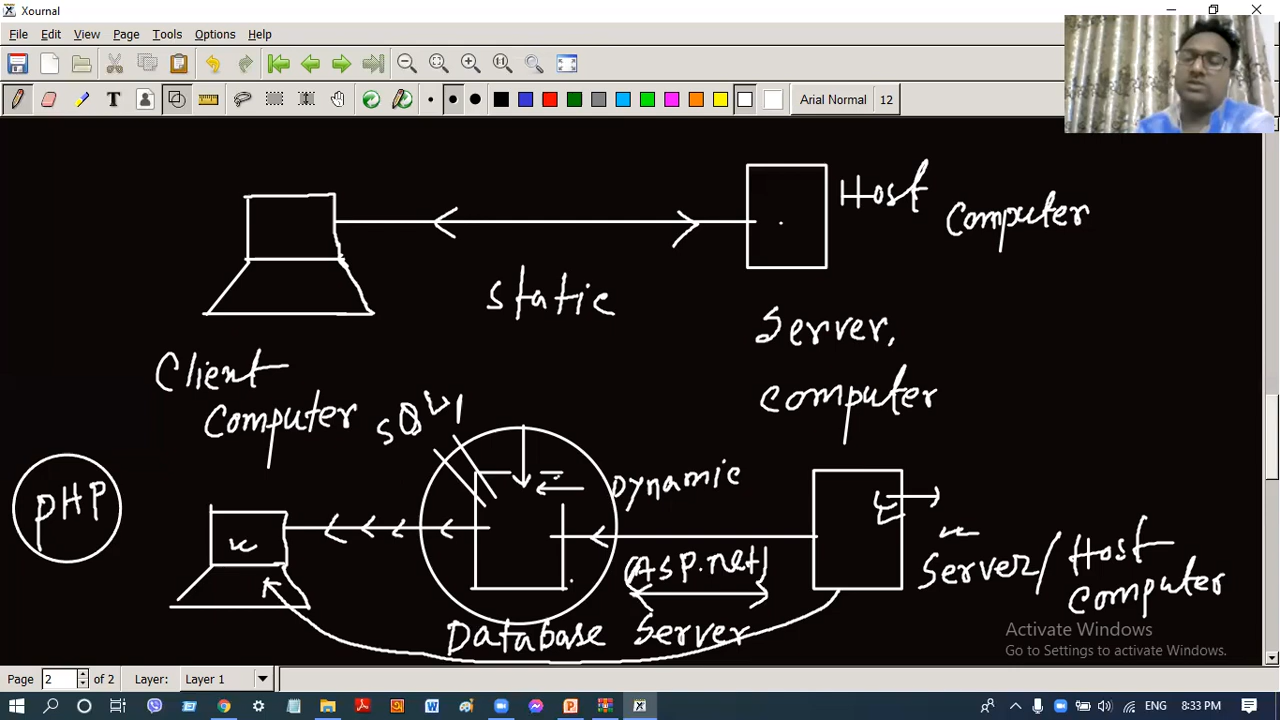 Xournal
File Edit View Page Tools Options Help
Arial Normal 12
Host
Computer
static
Server,
computer
Client
Computer
Dynamic
PHP
(Asp.net)
Server/Host
Computer
Database Server
Activate Windows
Go to Settings to activate Windows.
Page 2 of 2 Layer: Layer 1
ENG 8:33 PM